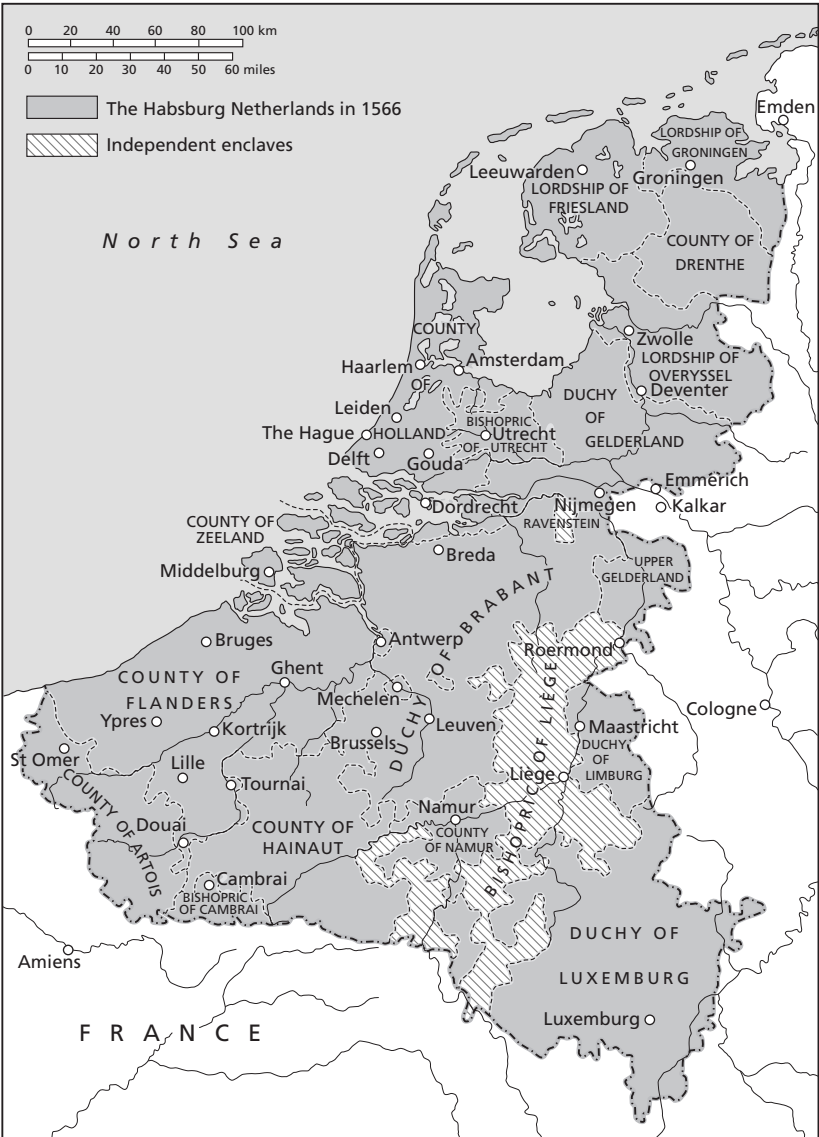 0 20 40 60 80 100 km
0 10 20 30 40 50 60 miles
The Habsburg Netherlands in 1566
Independent enclaves
North Sea
Emden
LORDSHIP OF
GRONINGEN
Groningen
Leeuwarden
LORDSHIP OF
FRIESLAND
COUNTY OF
DRENTHE
COUNTY
OF
HOLLAND
Zwolle
LORDSHIP OF
OVERYSSEL
Deventer
Haarlem
Amsterdam
Leiden
The Hague
Delft
Gouda
BISHOPRIC
OF UTRECHT
Utrecht
DUCHY
OF
GELDERLAND
Emmerich
Kalkar
Nijmegen
Dordrecht
RAVENSTEIN
COUNTY OF
ZEELAND
Middelburg
Breda
UPPER
GELDERLAND
DUCHY OF BRABANT
Bruges
Antwerp
Roermond
COUNTY OF
FLANDERS
Ghent
Mechelen
Ypres
Kortrijk
Brussels
Leuven
BISHOPRIC OF LIÈGE
Maastricht
DUCHY
OF
LIMBURG
Cologne
St Omer
Lille
Tournai
Liège
COUNTY OF ARTOIS
Douai
COUNTY OF
HAINAUT
Namur
COUNTY
OF NAMUR
Cambrai
BISHOPRIC
OF CAMBRAI
Amiens
DUCHY OF
LUXEMBURG
Luxemburg
FRANCE